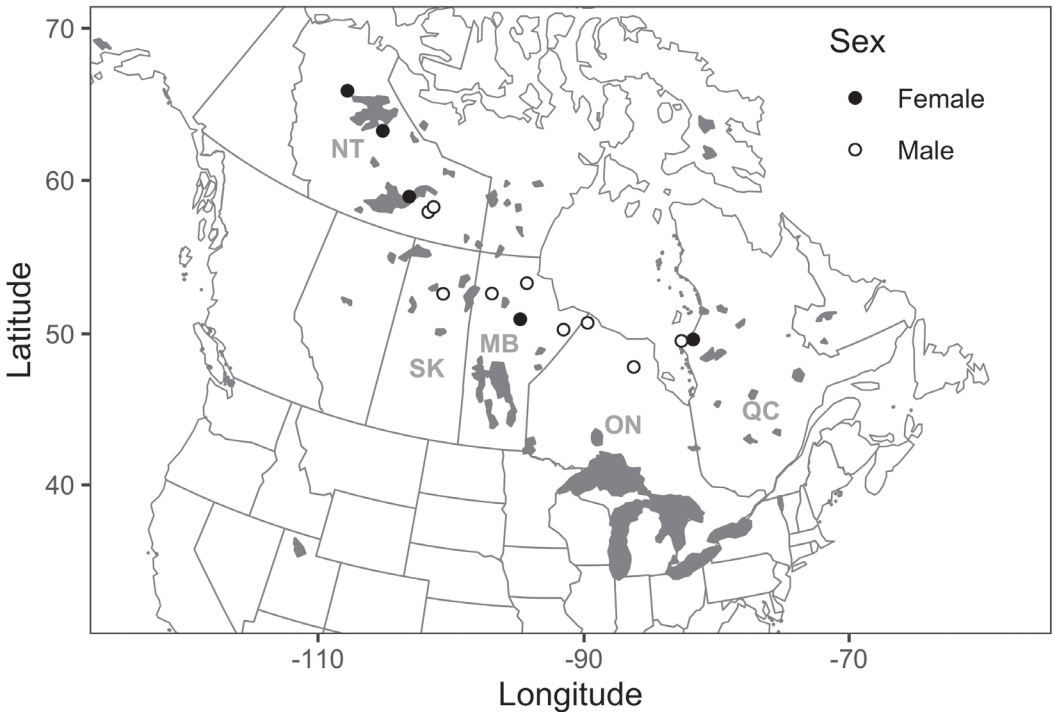 70
60
50
40
Latitude
-110
-90
-70
Longitude
Sex
Female
Male
NT
SK
MB
ON
QC